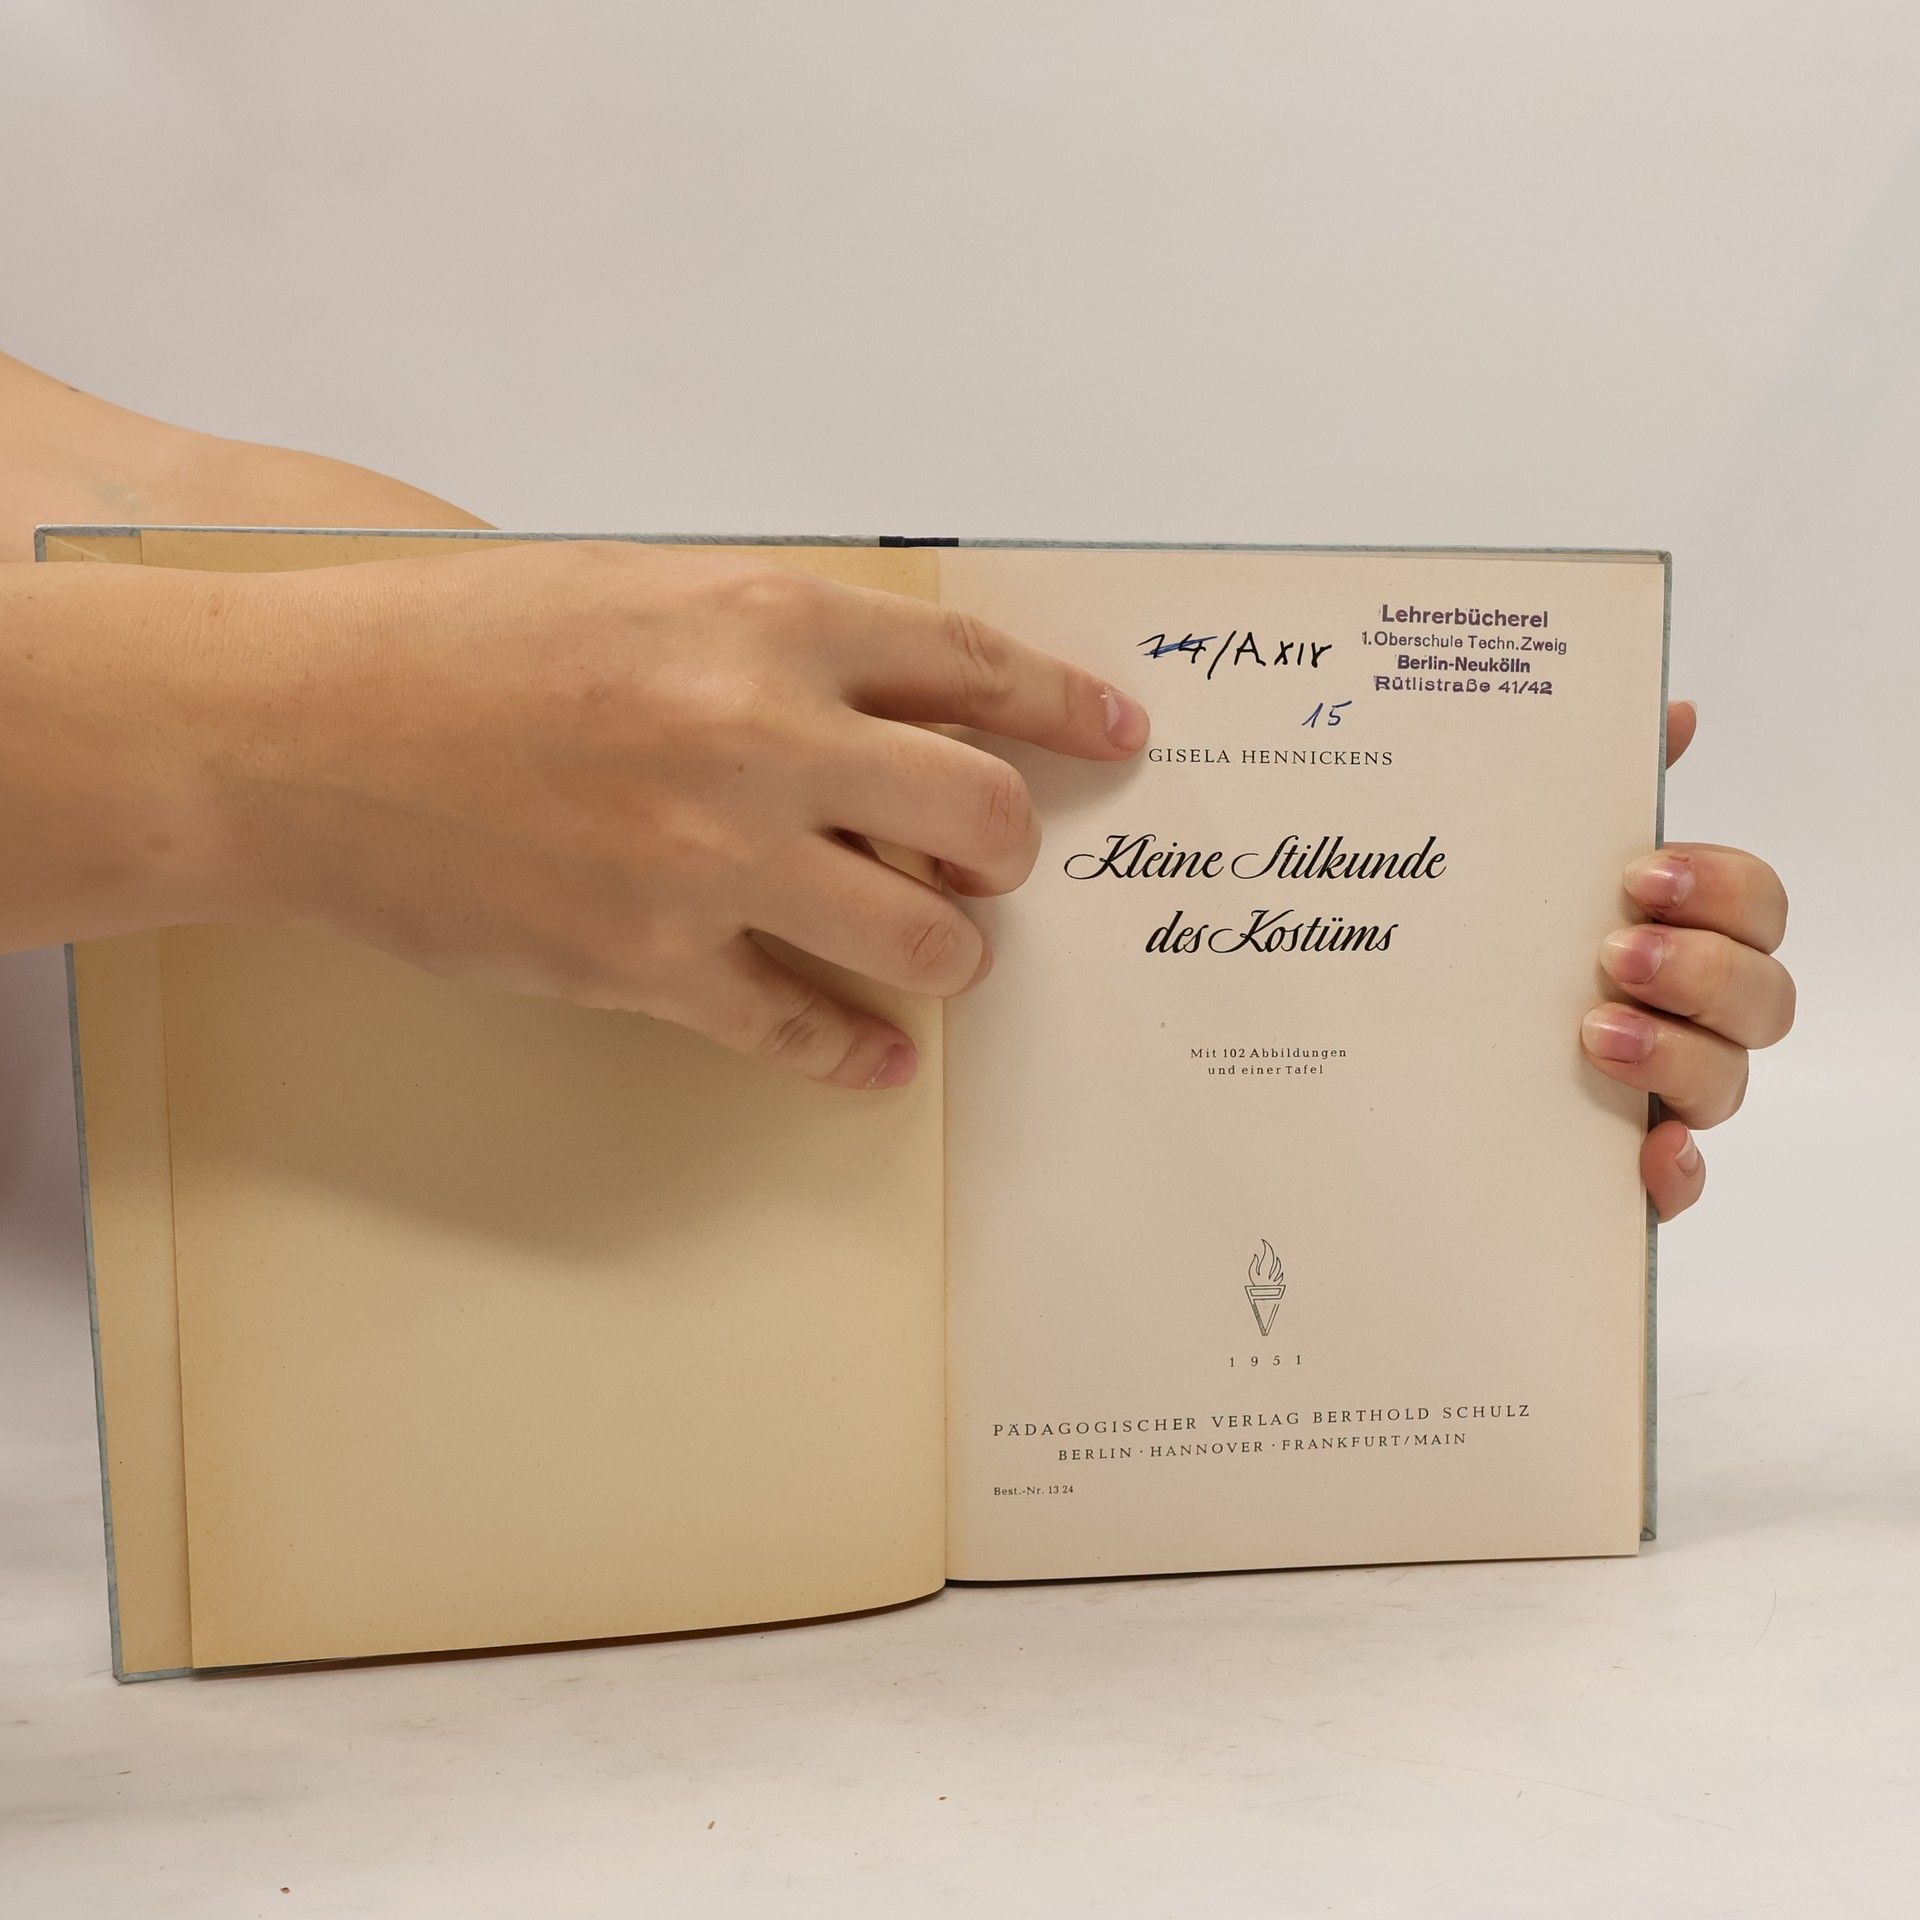 Lehrerbücherei
1.Oberschule Techn.Zweig
Berlin-Neukölln
Rütlistraße 41/42
/A XIV
15
GISELA HENNICKENS
Kleine Stilkunde
des Kostüms
Mit 102 Abbildungen
und einer Tafel
1951
PÄDAGOGISCHER VERLAG BERTHOLD SCHULZ
BERLIN · HANNOVER · FRANKFURT/MAIN
Best.-Nr. 13 24